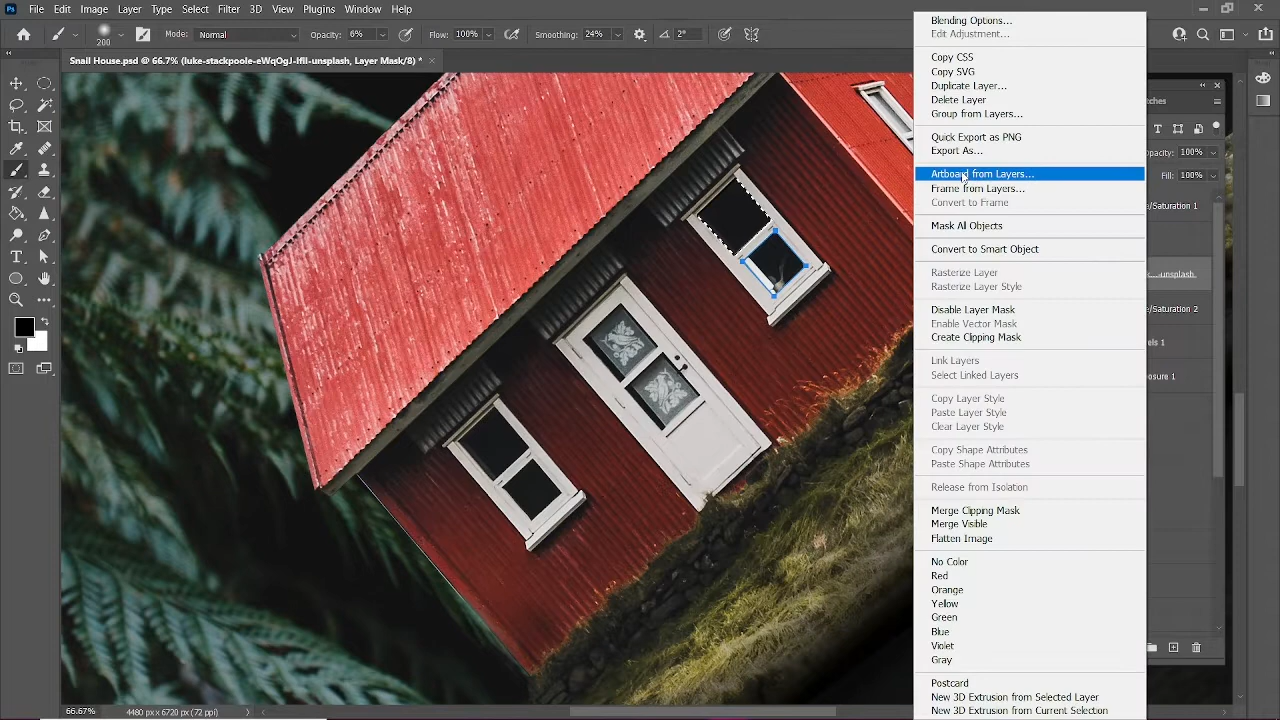 Ps File Edit Image Layer Type Select Filter 3D View Plugins Window Help
200 Mode: Normal Opacity: 6% Flow: 100% Smoothing: 24% 2°
Snail House.psd @ 66.7% (luke-stackpoole-eWqOgJ-lfiI-unsplash, Layer Mask/8) *
Blending Options...
Edit Adjustment...
Copy CSS
Copy SVG
Duplicate Layer...
Delete Layer
Group from Layers...
Quick Export as PNG
Export As...
Artboard from Layers...
Frame from Layers...
Convert to Frame
Mask All Objects
Convert to Smart Object
Rasterize Layer
Rasterize Layer Style
Disable Layer Mask
Enable Vector Mask
Create Clipping Mask
Link Layers
Select Linked Layers
Copy Layer Style
Paste Layer Style
Clear Layer Style
Copy Shape Attributes
Paste Shape Attributes
Release from Isolation
Merge Clipping Mask
Merge Visible
Flatten Image
No Color
Red
Orange
Yellow
Green
Blue
Violet
Gray
Postcard
New 3D Extrusion from Selected Layer
New 3D Extrusion from Current Selection
tches
pacity: 100%
Fill: 100%
e/Saturation 1
k...-unsplash
e/Saturation 2
els 1
osure 1
66.67% 4480 px x 6720 px (72 ppi)